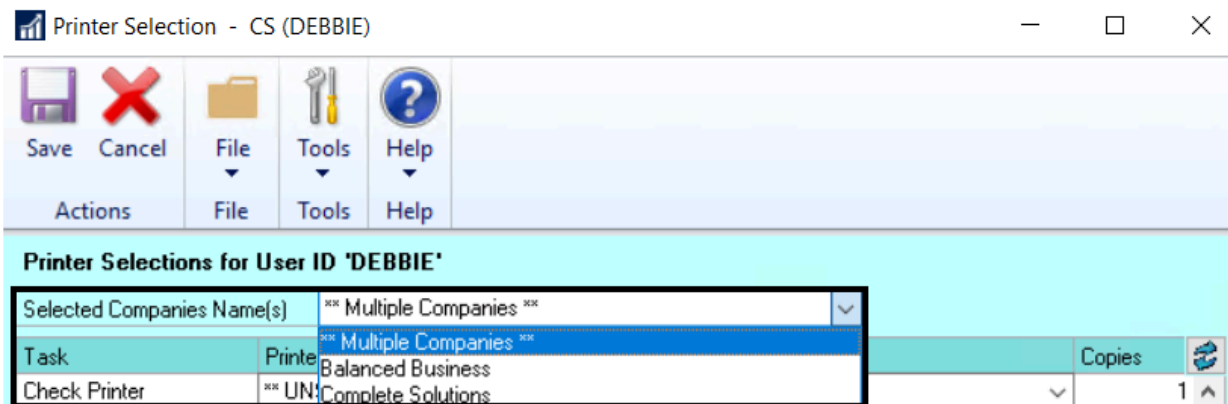 Printer Selection - CS (DEBBIE)
Save Cancel File Tools Help
Actions File Tools Help
Printer Selections for User ID 'DEBBIE'
Selected Companies Name(s) ** Multiple Companies **
** Multiple Companies **
Task Copies
Balanced Business
Check Printer 1
Complete Solutions